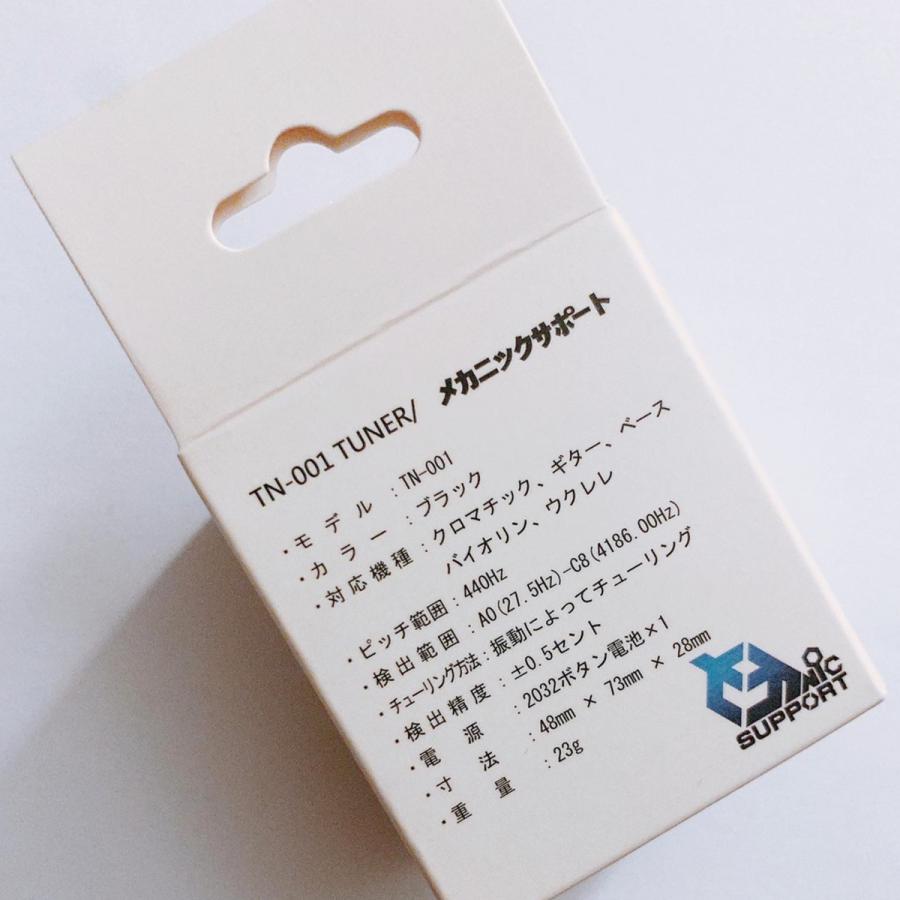 TN-001 TUNER/ メカニックサポート
・モデル:TN-001
・カラー:ブラック
・対応機種:クロマチック、ギター、ベース
バイオリン、ウクレレ
・ピッチ範囲:440Hz
・検出範囲:A0(27.5Hz)-C8(4186.00Hz)
・チューリング方法:振動によってチューリング
・検出精度:±0.5セント
・電源:2032ボタン電池×1
・寸法:48mm × 73mm × 28mm
・重量:23g
SUPPORT